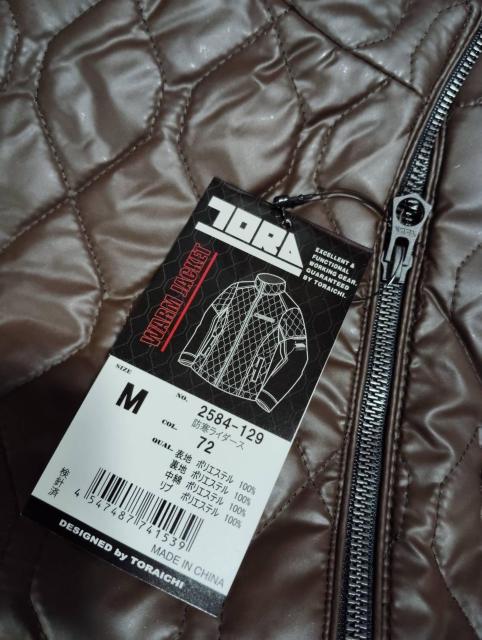 TORA
EXCELLENT &
FUNCTIONAL
WORKING GEAR.
GUARANTEED
BY TORAICHI.
WARM JACKET
SIZE
M
NO.
2584-129
防寒ライダース
COL.
72
QUAL.
表地 ポリエステル 100%
裏地 ポリエステル 100%
中綿 ポリエステル 100%
リブ ポリエステル 100%
検針済
4 547487 741539
MADE IN CHINA
DESIGNED by TORAICHI